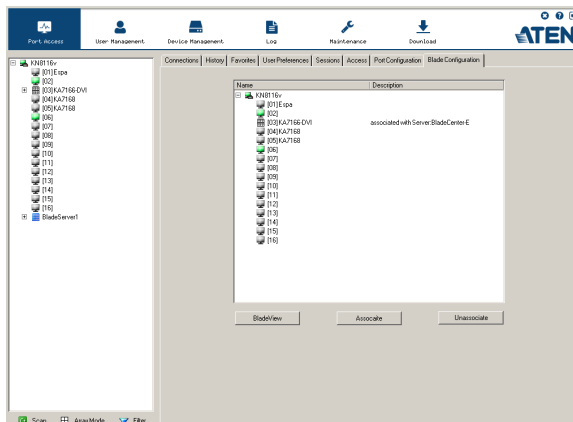 Port Access
User Management
Device Management
Log
Maintenance
Download
ATEN
KN8116v
[01] Espa
[02]
[03] KA7166-DVI
[04] KA7168
[05] KA7168
[06]
[07]
[08]
[09]
[10]
[11]
[12]
[13]
[14]
[15]
[16]
BladeServer1
Scan
Array Mode
Filter
Connections
History
Favorites
User Preferences
Sessions
Access
Port Configuration
Blade Configuration
Name
Description
KN8116v
[01] Espa
[02]
[03] KA7166-DVI
associated with Server:BladeCenter-E
[04] KA7168
[05] KA7168
[06]
[07]
[08]
[09]
[10]
[11]
[12]
[13]
[14]
[15]
[16]
BladeView
Assocaite
Unassociate